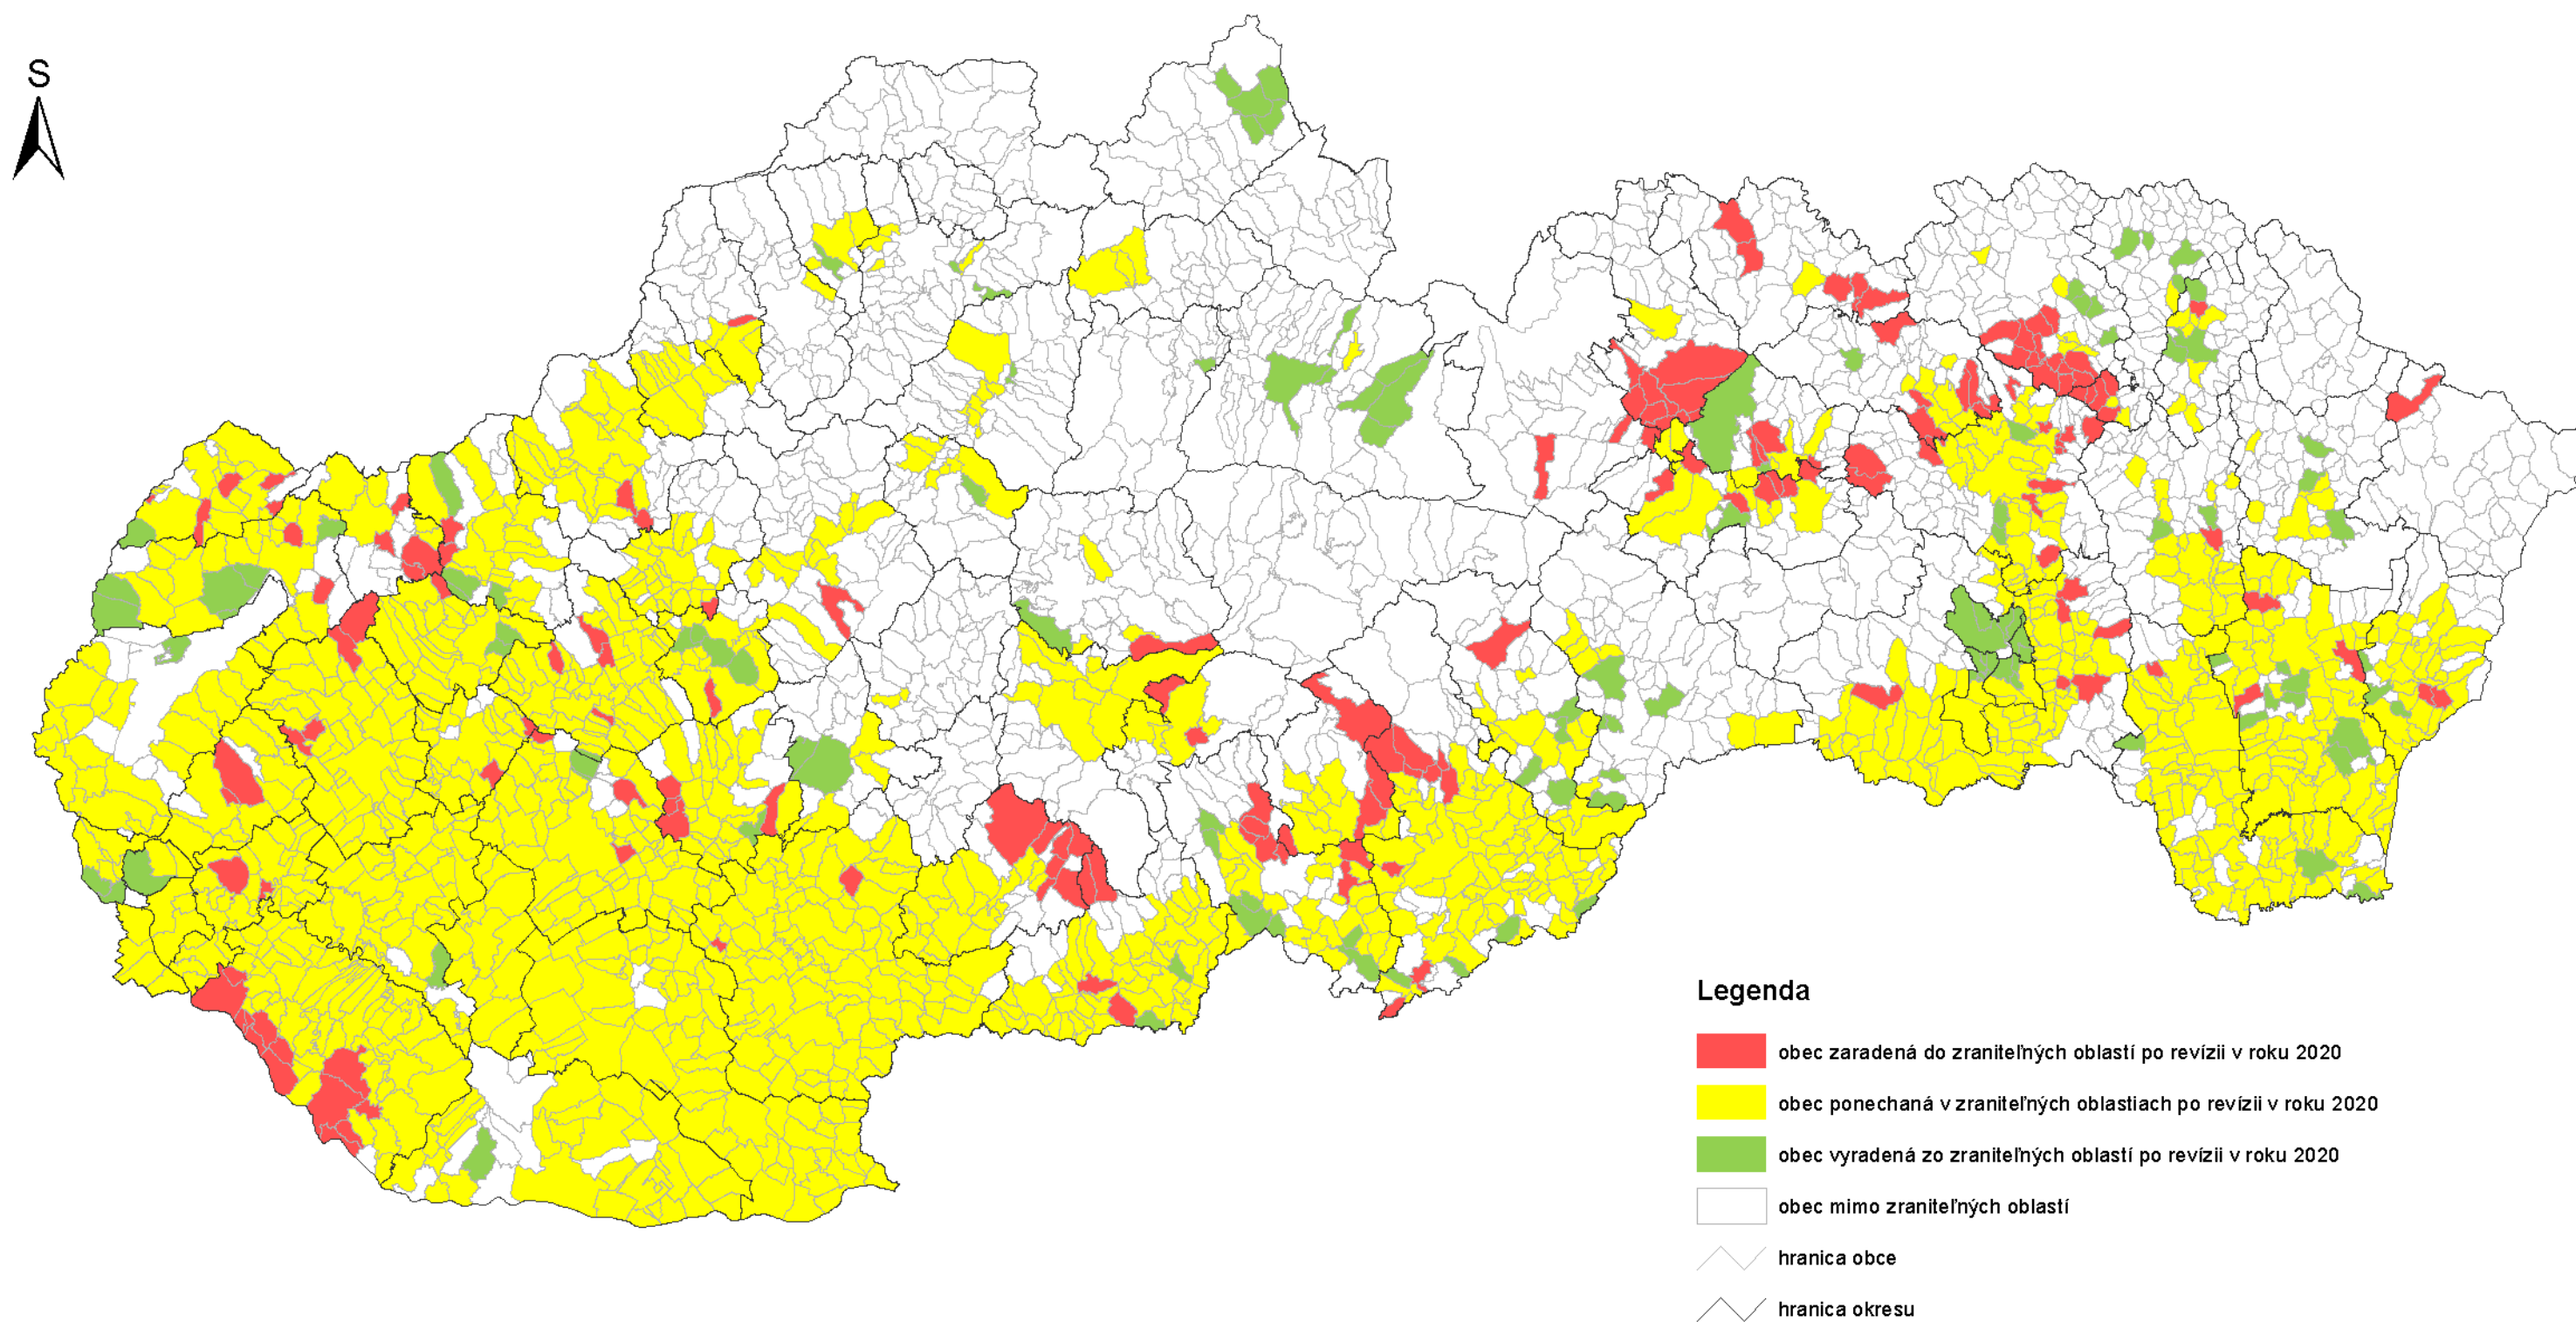 S
Legenda
obec zaradená do zraniteľných oblastí po revízii v roku 2020
obec ponechaná v zraniteľných oblastiach po revízii v roku 2020
obec vyradená zo zraniteľných oblastí po revízii v roku 2020
obec mimo zraniteľných oblastí
hranica obce
hranica okresu